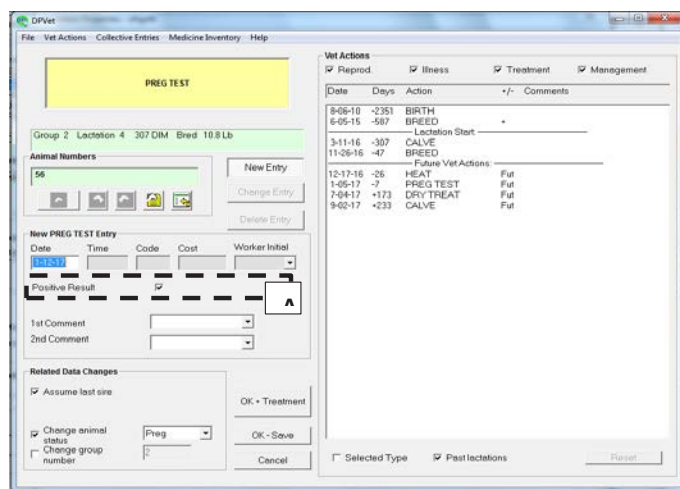 DPVet
File Vet Actions Collective Entries Medicine Inventory Help
PREG TEST
Group 2 Lactation 4 307 DIM Bred 10.8 Lb
Animal Numbers
56
New Entry
Change Entry
Delete Entry
New PREG TEST Entry
Date Time Code Cost Worker Initial
1-12-17
Positive Result
A
1st Comment
2nd Comment
Related Data Changes
Assume last sire
Change animal status Preg
Change group number 2
OK + Treatment
OK - Save
Cancel
Vet Actions
Reprod. Illness Treatment Management
Date Days Action +/- Comments
8-06-10 -2351 BIRTH
6-05-15 -587 BREED +
Lactation Start
3-11-16 -307 CALVE
11-26-16 -47 BREED
Future Vet Actions:
12-17-16 -26 HEAT Fut
1-05-17 -7 PREG TEST Fut
7-04-17 +173 DRY TREAT Fut
9-02-17 +233 CALVE Fut
Selected Type Past lactations Reset